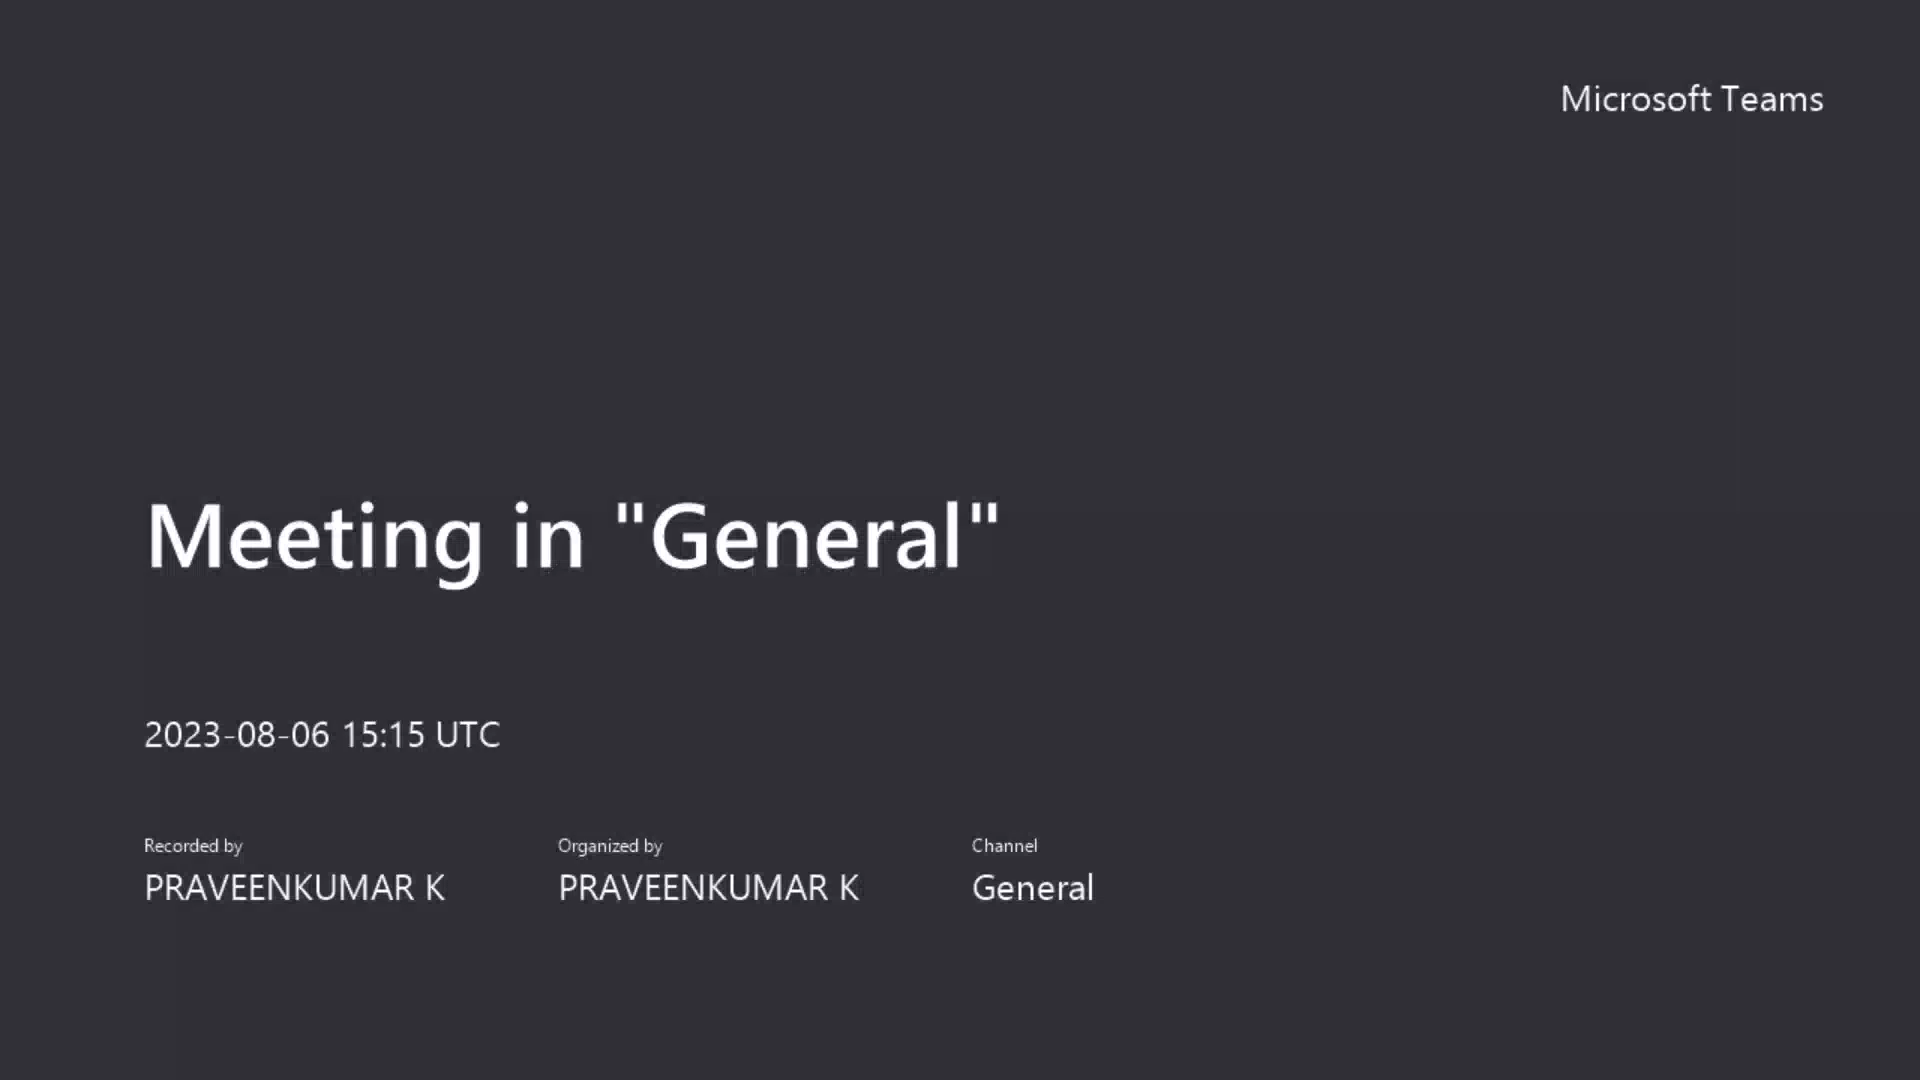 Microsoft Teams
Meeting in "General"
2023-08-06 15:15 UTC
Recorded by
PRAVEENKUMAR K
Organized by
PRAVEENKUMAR K
Channel
General